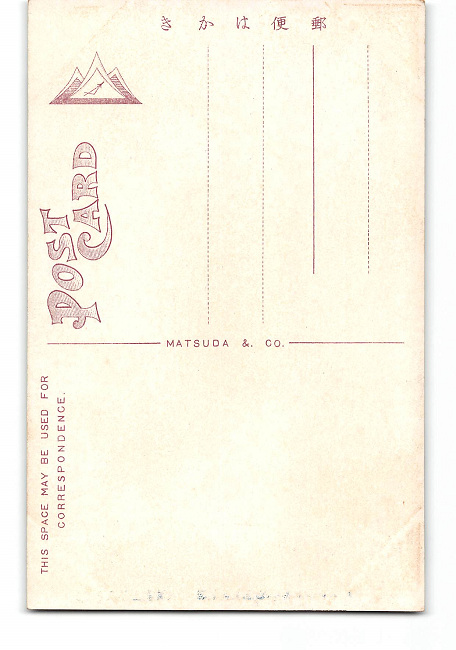 きかは便郵
POST
CARD
MATSUDA & CO.
THIS SPACE MAY BE USED FOR
CORRESPONDENCE.